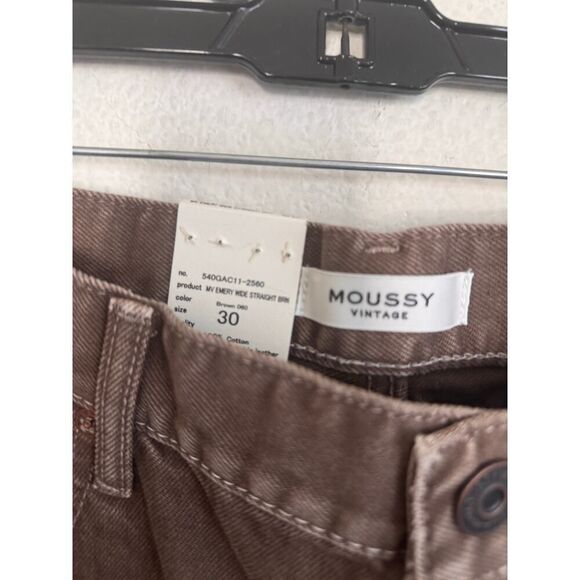 no. 540GAC11-2560
product MV EMERY WIDE STRAIGHT BRN
color Brown 060
size 30
Cotton
MOUSSY
VINTAGE